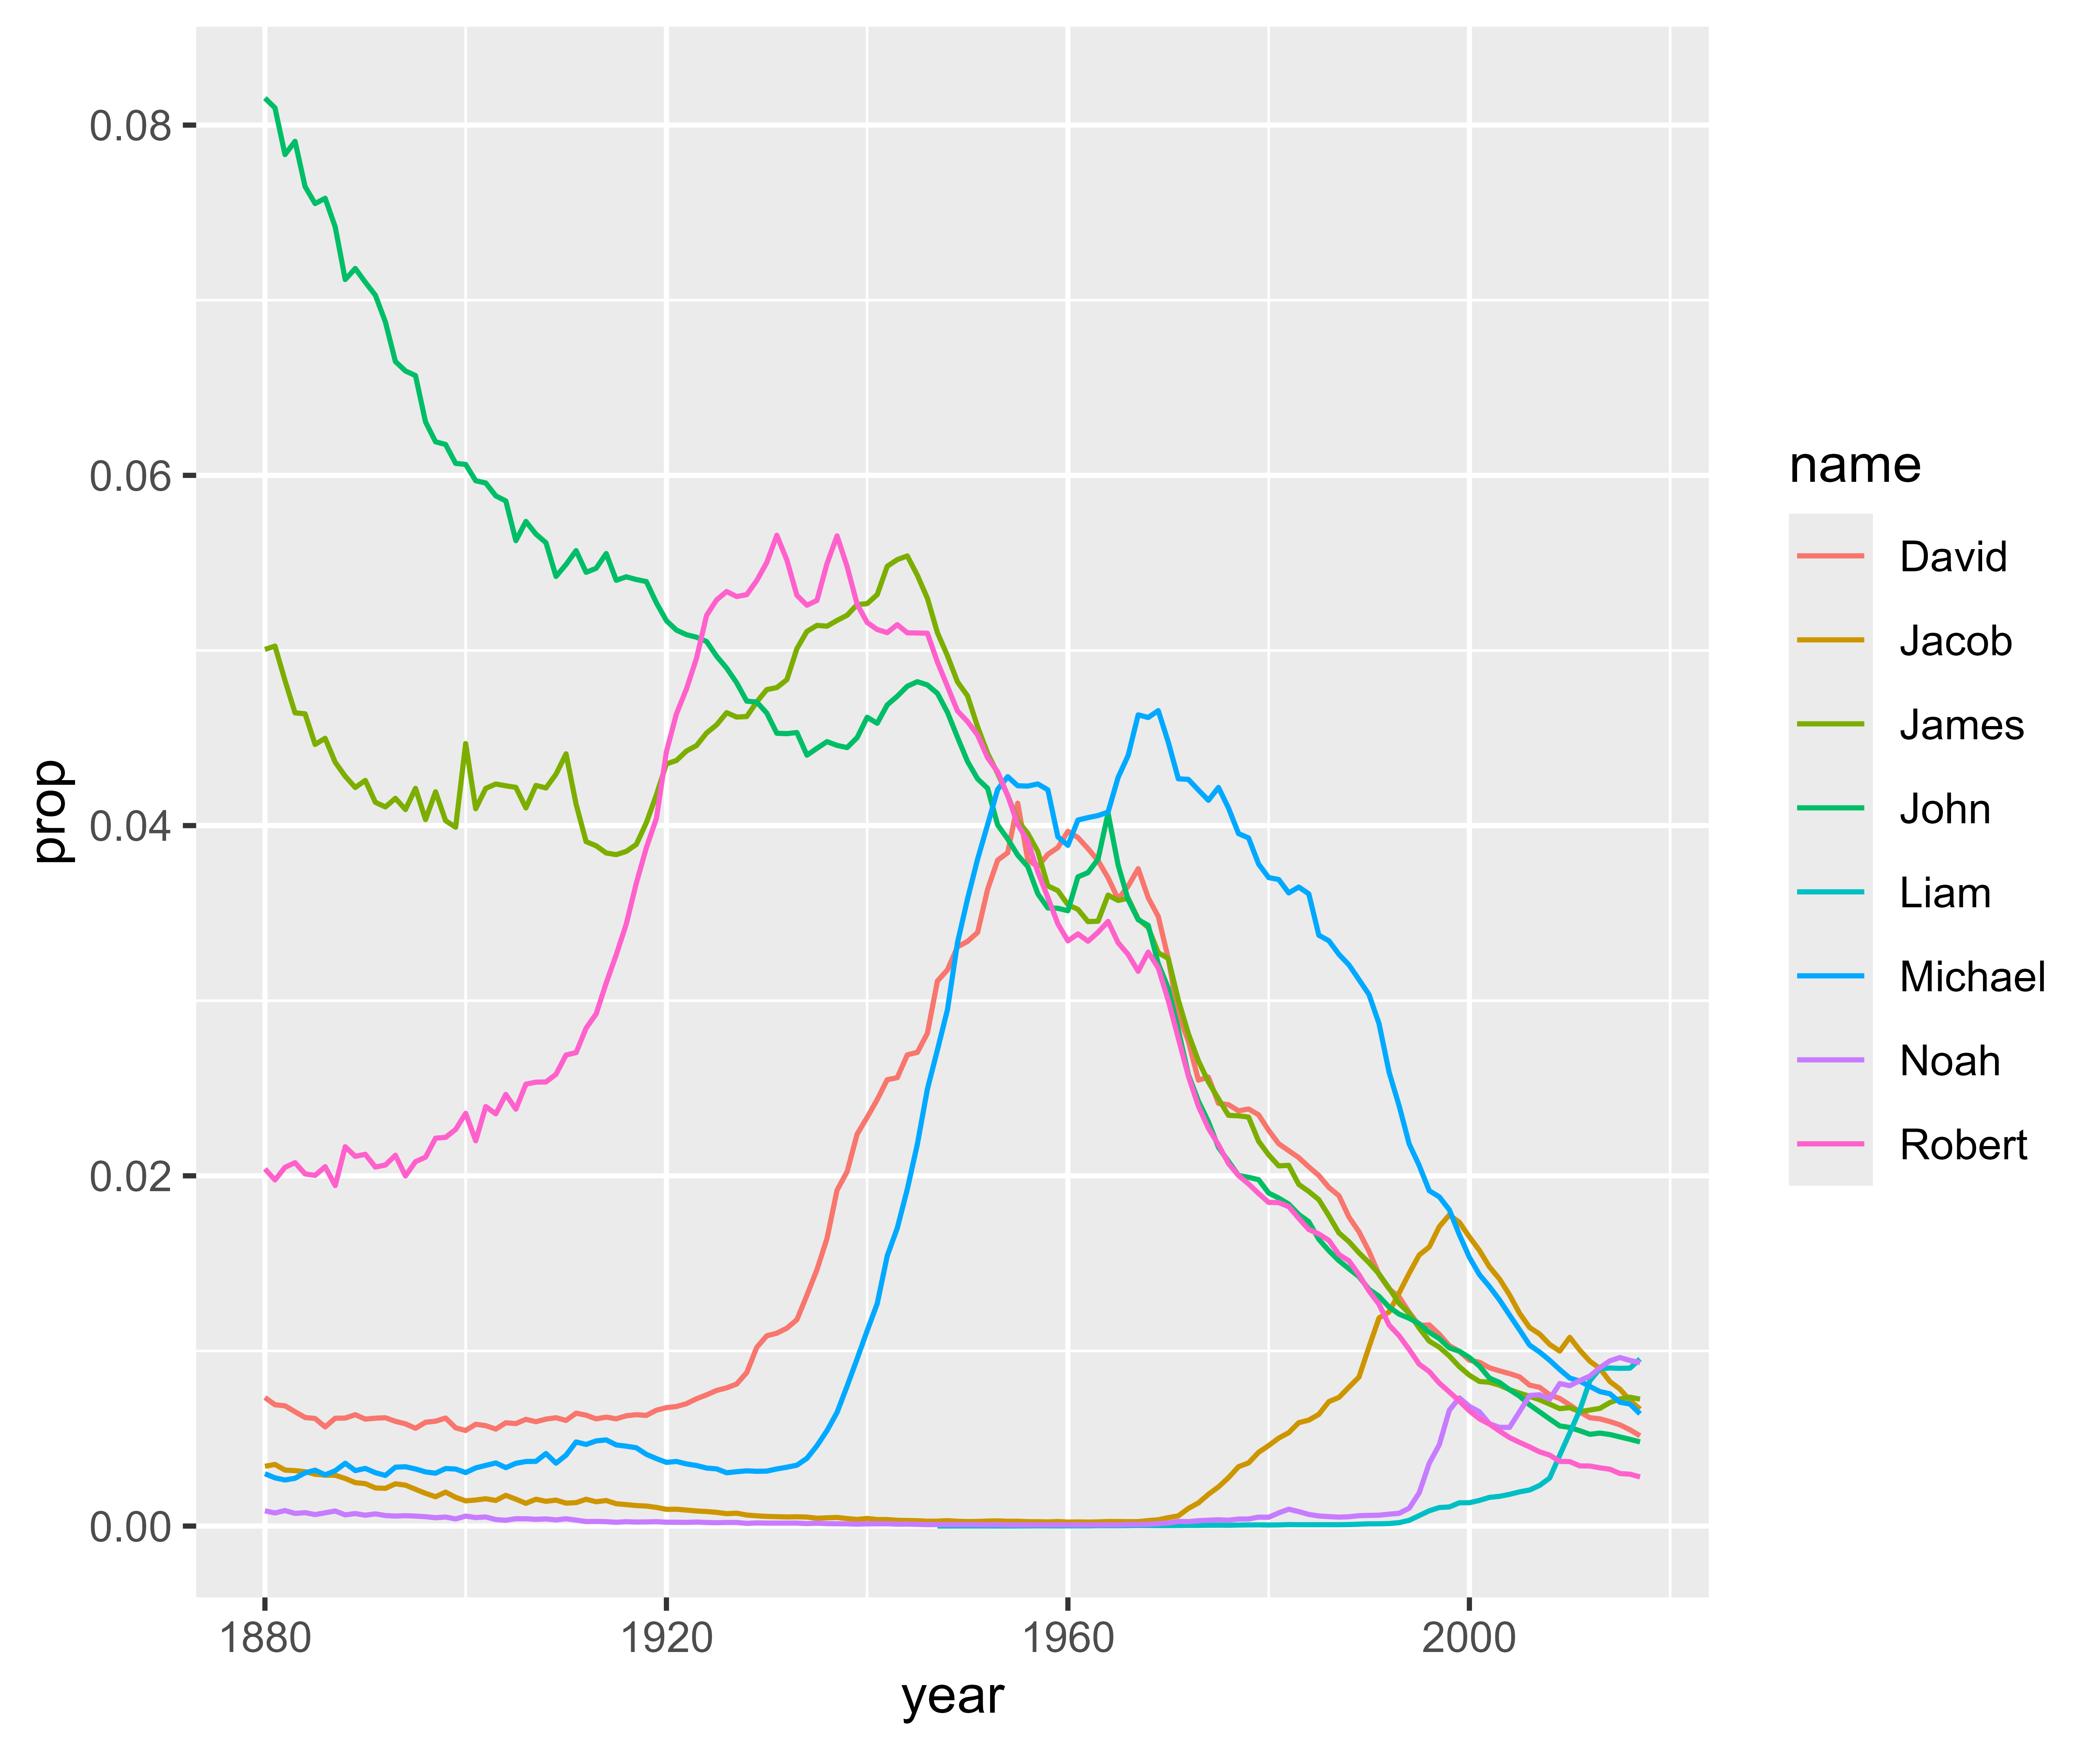 0.08
0.06
0.04
0.02
0.00
prop
1880 1920 1960 2000
year
name
David
Jacob
James
John
Liam
Michael
Noah
Robert